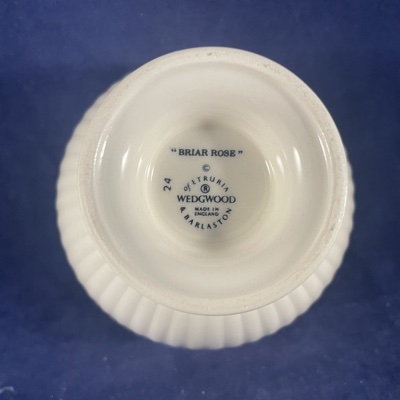 "BRIAR ROSE"
©
24
of ETRURIA
®
WEDGWOOD
MADE IN
ENGLAND
& BARLASTON